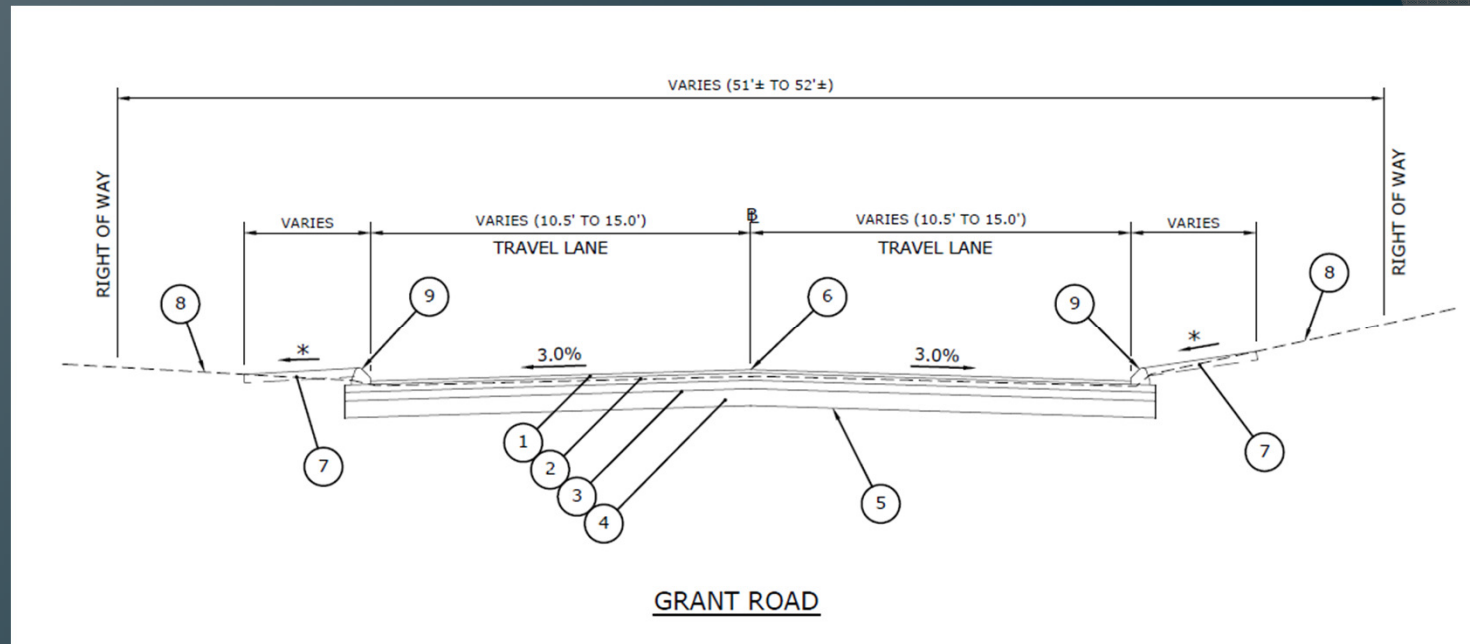 VARIES (51'± TO 52'±)
RIGHT OF WAY
RIGHT OF WAY
VARIES
VARIES (10.5' TO 15.0')
TRAVEL LANE
BL
VARIES (10.5' TO 15.0')
TRAVEL LANE
VARIES
8
9
6
9
8
*
3.0%
3.0%
*
7
1
2
3
4
5
7
GRANT ROAD